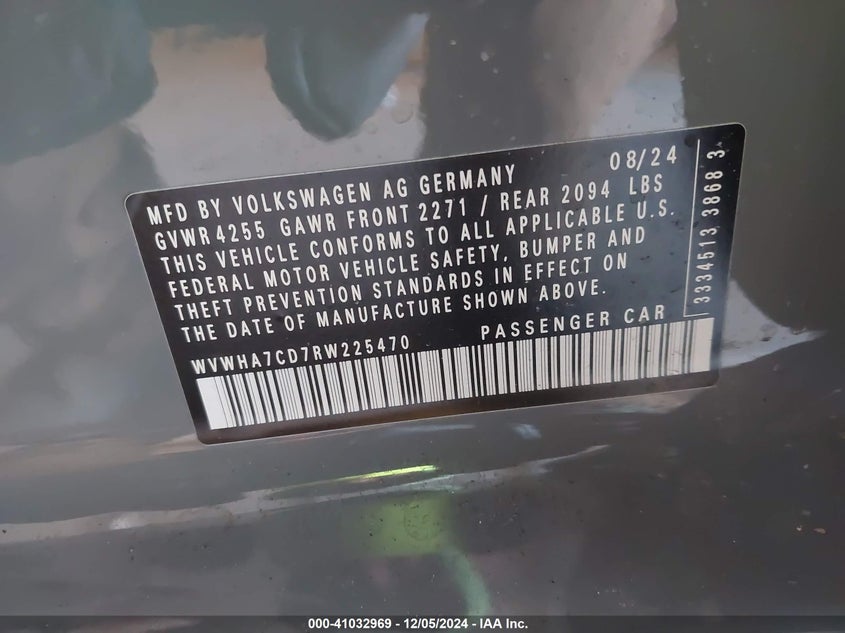 08/24
MFD BY VOLKSWAGEN AG GERMANY
GVWR 4255 GAWR FRONT 2271 / REAR 2094 LBS
THIS VEHICLE CONFORMS TO ALL APPLICABLE U.S.
FEDERAL MOTOR VEHICLE SAFETY, BUMPER AND
THEFT PREVENTION STANDARDS IN EFFECT ON
THE DATE OF MANUFACTURE SHOWN ABOVE.
WVWHA7CD7RW225470 PASSENGER CAR
3334513 3868 3
000-41032969 - 12/05/2024 - IAA Inc.